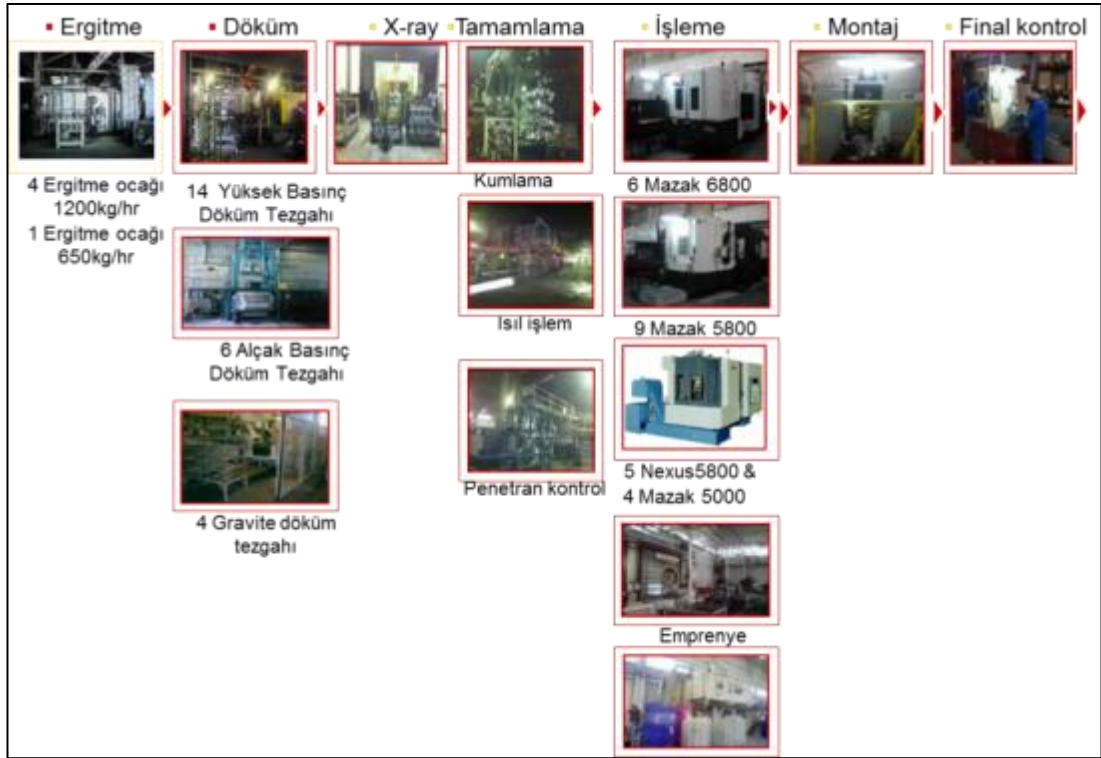 Ergitme
4 Ergitme ocağı
1200kg/hr
1 Ergitme ocağı
650kg/hr
Döküm
14 Yüksek Basınç
Döküm Tezgahı
6 Alçak Basınç
Döküm Tezgahı
4 Gravite döküm
tezgahı
X-ray
Tamamlama
Kumlama
Isıl işlem
Penetran kontrol
İşleme
6 Mazak 6800
9 Mazak 5800
5 Nexus5800 &
4 Mazak 5000
Emprenye
Montaj
Final kontrol